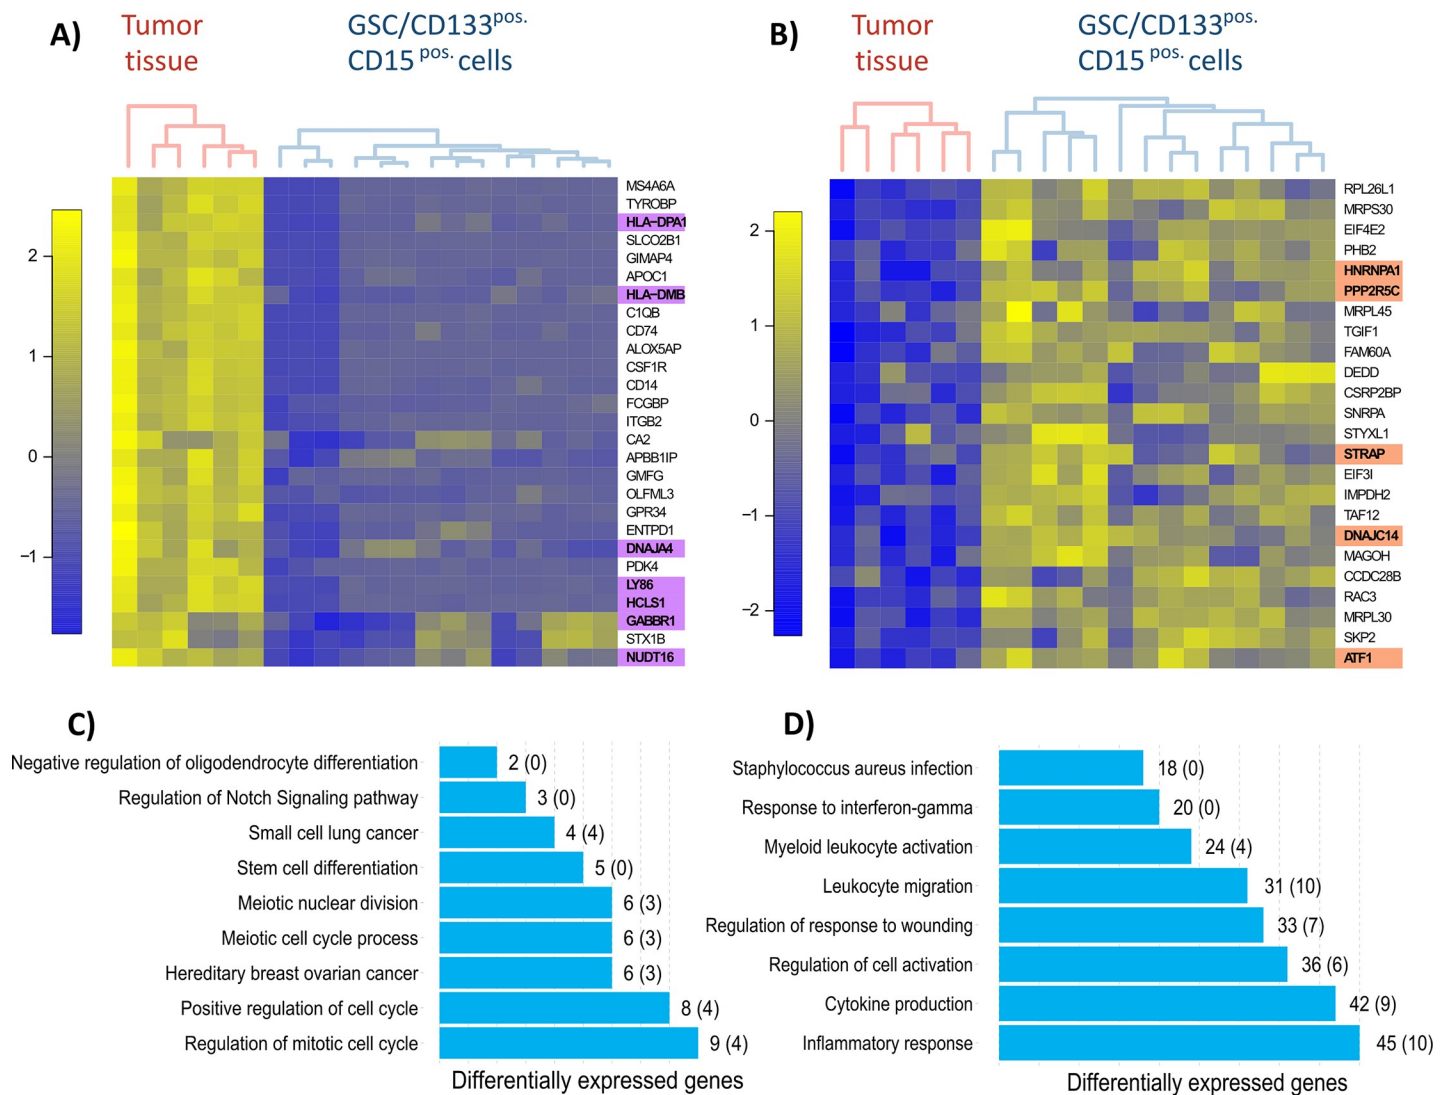 A)
Tumor
tissue
GSC/CD133pos.
CD15 pos. cells
2
1
0
−1
MS4A6A
TYROBP
HLA−DPA1
SLCO2B1
GIMAP4
APOC1
HLA−DMB
C1QB
CD74
ALOX5AP
CSF1R
CD14
FCGBP
ITGB2
CA2
APBB1IP
GMFG
OLFML3
GPR34
ENTPD1
DNAJA4
PDK4
LY86
HCLS1
GABBR1
STX1B
NUDT16
B)
Tumor
tissue
GSC/CD133pos.
CD15 pos. cells
2
1
0
−1
−2
RPL26L1
MRPS30
EIF4E2
PHB2
HNRNPA1
PPP2R5C
MRPL45
TGIF1
FAM60A
DEDD
CSRP2BP
SNRPA
STYXL1
STRAP
EIF3I
IMPDH2
TAF12
DNAJC14
MAGOH
CCDC28B
RAC3
MRPL30
SKP2
ATF1
C)
Negative regulation of oligodendrocyte differentiation 2 (0)
Regulation of Notch Signaling pathway 3 (0)
Small cell lung cancer 4 (4)
Stem cell differentiation 5 (0)
Meiotic nuclear division 6 (3)
Meiotic cell cycle process 6 (3)
Hereditary breast ovarian cancer 6 (3)
Positive regulation of cell cycle 8 (4)
Regulation of mitotic cell cycle 9 (4)
Differentially expressed genes
D)
Staphylococcus aureus infection 18 (0)
Response to interferon-gamma 20 (0)
Myeloid leukocyte activation 24 (4)
Leukocyte migration 31 (10)
Regulation of response to wounding 33 (7)
Regulation of cell activation 36 (6)
Cytokine production 42 (9)
Inflammatory response 45 (10)
Differentially expressed genes